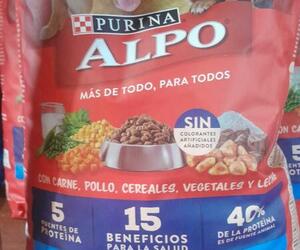 PURINA
ALPO
MÁS DE TODO, PARA TODOS
SIN
COLORANTES
ARTIFICIALES
AÑADIDOS
CON CARNE, POLLO, CEREALES, VEGETALES Y LECHE
5
FUENTES DE
PROTEÍNA
15
BENEFICIOS
PARA LA SALUD
40%
DE LA PROTEÍNA
ES DE FUENTE ANIMAL